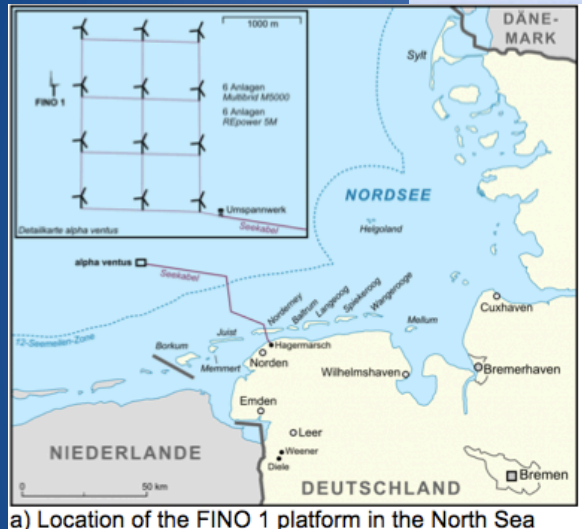 1000 m
FINO 1
6 Anlagen
Multibrid M5000
6 Anlagen
REpower 5M
Umspannwerk
Seekabel
Detailkarte alpha ventus
DÄNE-
MARK
Sylt
NORDSEE
Helgoland
alpha ventus
Seekabel
12-Seemeilen-Zone
Borkum
Juist
Memmert
Norderney
Baltrum
Langeoog
Spiekeroog
Wangerooge
Mellum
Cuxhaven
Hagermarsch
Norden
Wilhelmshaven
Bremerhaven
Emden
Leer
Weener
Diele
NIEDERLANDE
DEUTSCHLAND
Bremen
0
50 km
a) Location of the FINO 1 platform in the North Sea